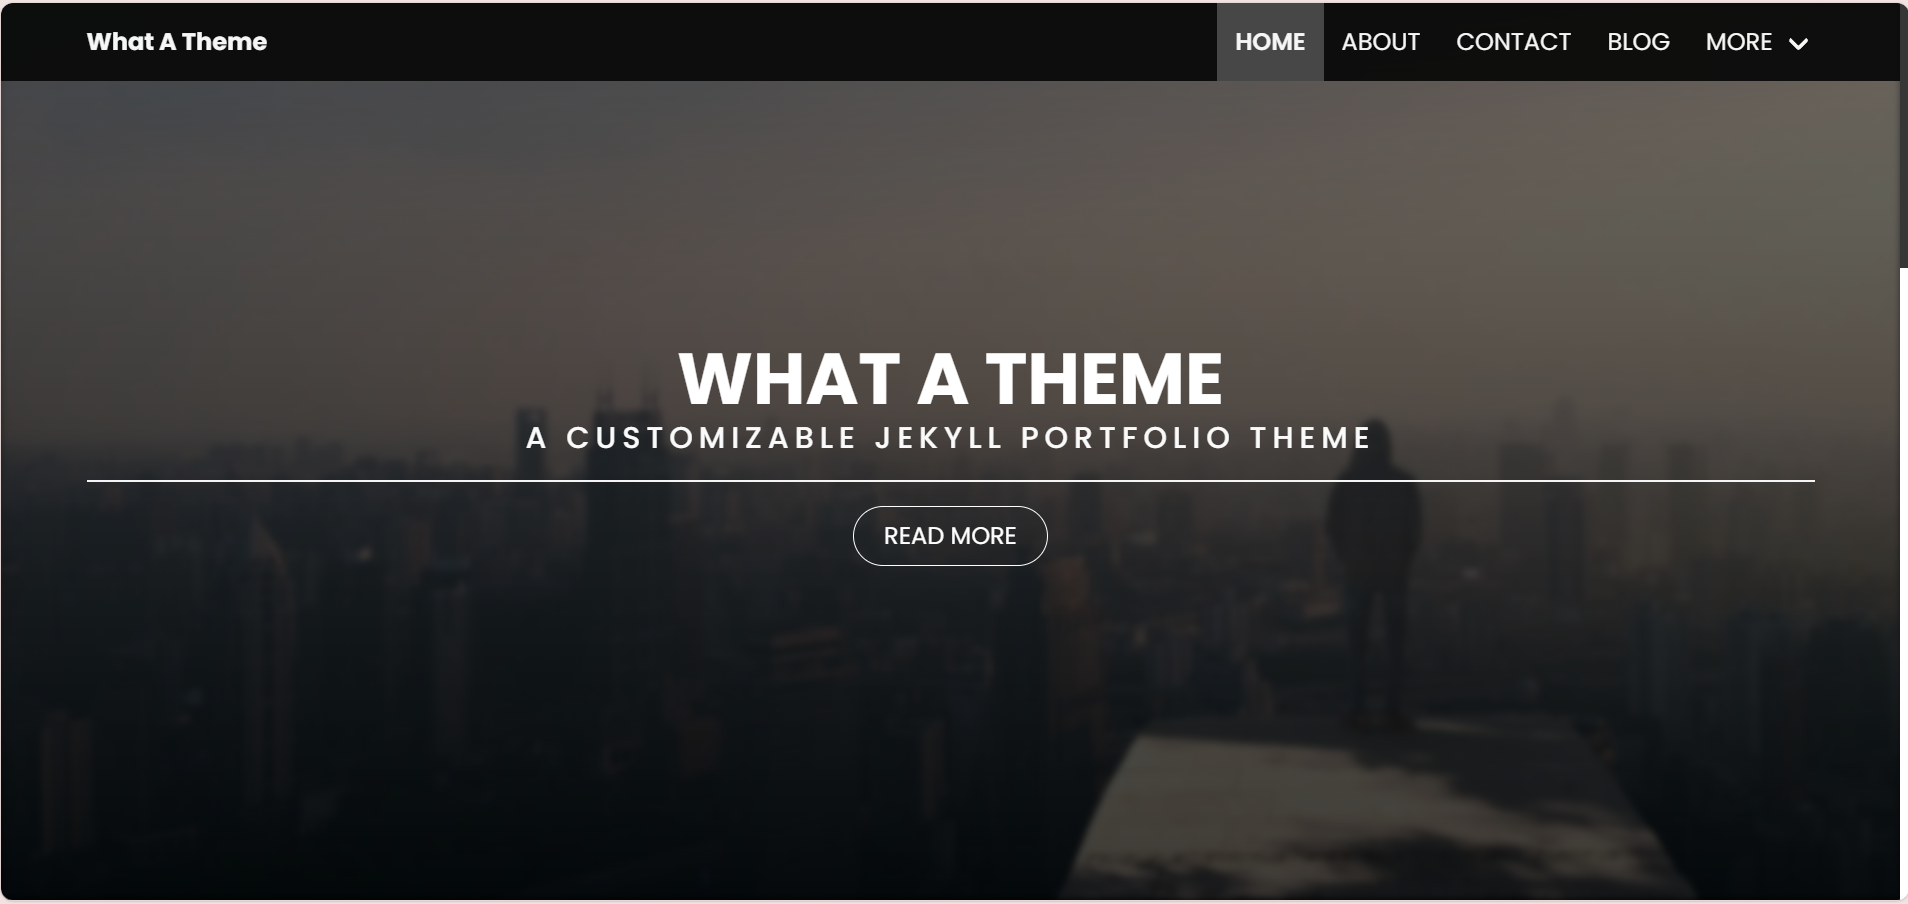 What A Theme
HOME ABOUT CONTACT BLOG MORE
WHAT A THEME
A CUSTOMIZABLE JEKYLL PORTFOLIO THEME
READ MORE